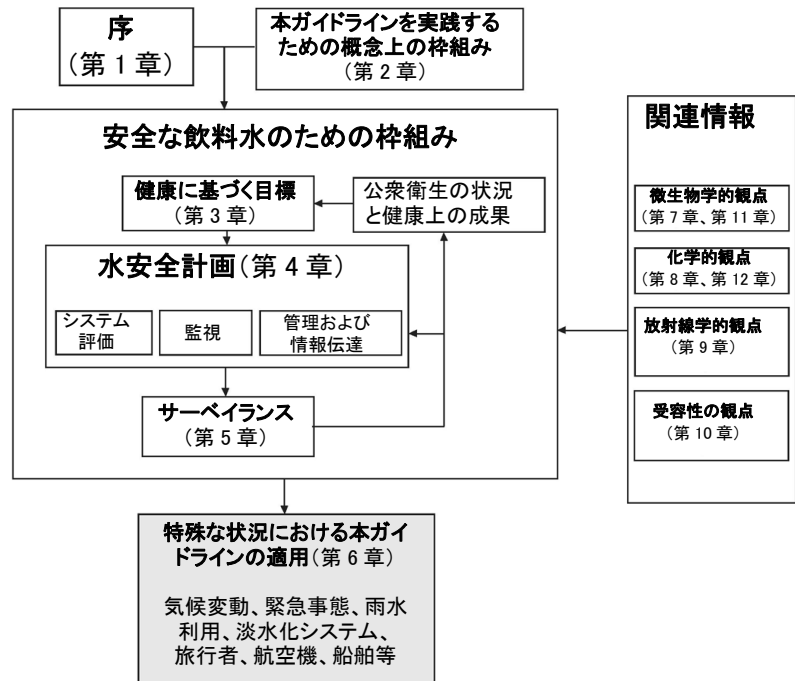 序
(第 1 章)
本ガイドラインを実践する
ための概念上の枠組み
(第 2 章)
安全な飲料水のための枠組み
健康に基づく目標
(第 3 章)
公衆衛生の状況
と健康上の成果
水安全計画(第 4 章)
システム
評価
監視
管理および
情報伝達
サーベイランス
(第 5 章)
関連情報
微生物学的観点
(第 7 章、第 11 章)
化学的観点
(第 8 章、第 12 章)
放射線学的観点
(第 9 章)
受容性の観点
(第 10 章)
特殊な状況における本ガイ
ドラインの適用(第 6 章)
気候変動、緊急事態、雨水
利用、淡水化システム、
旅行者、航空機、船舶等